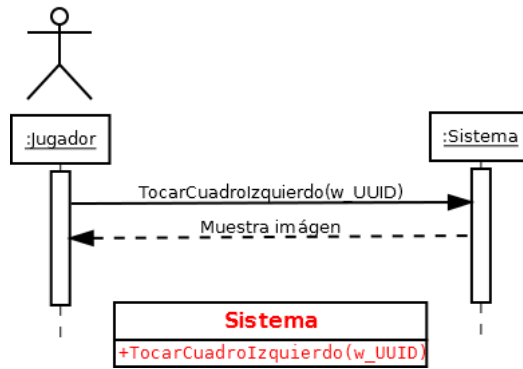 :Jugador
:Sistema
TocarCuadroIzquierdo(w_UUID)
Muestra imágen
Sistema
+TocarCuadroIzquierdo(w_UUID)